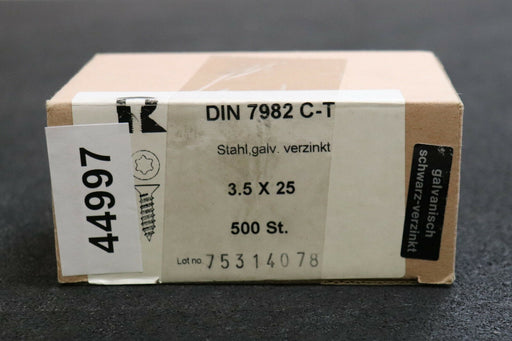 44997
DIN 7982 C-T
Stahl, galv. verzinkt
3.5 X 25
500 St.
Lot no. 75314078
galvanisch
schwarz-verzinkt